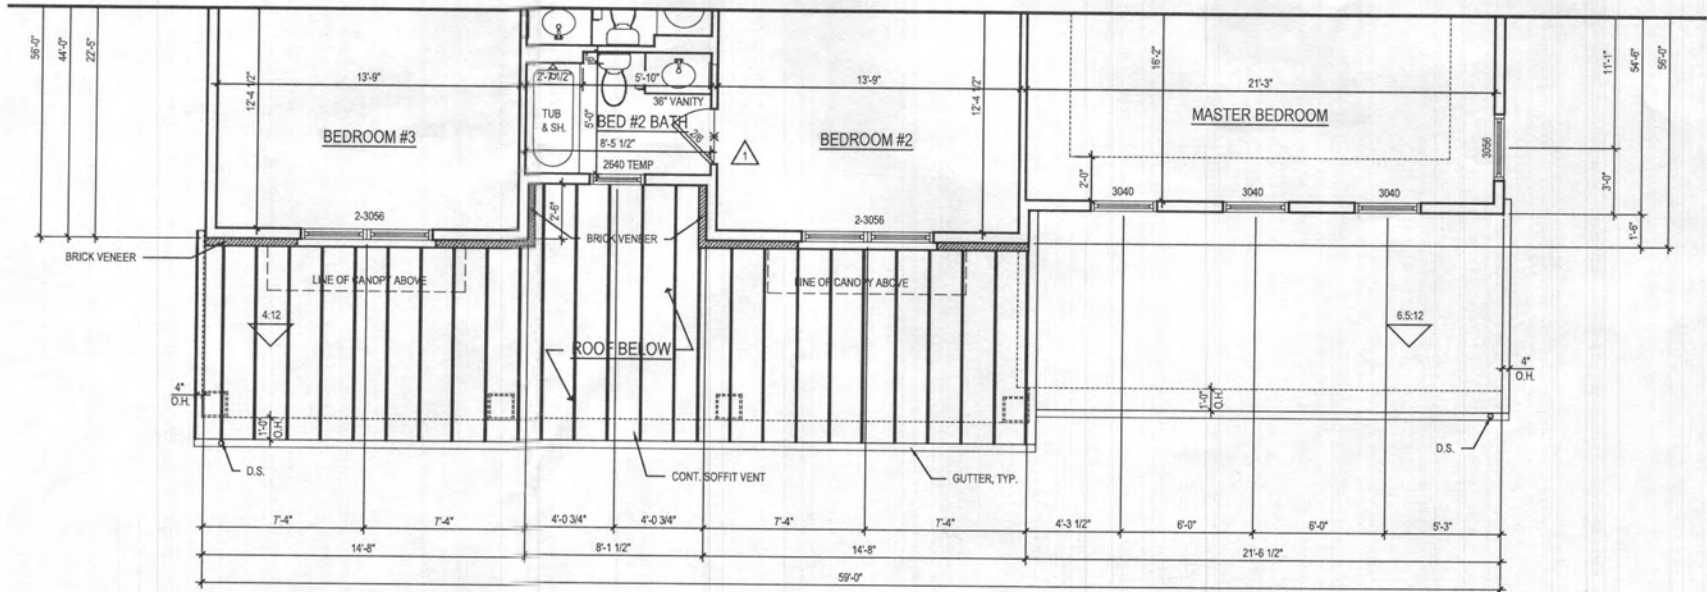 56'-0"
44'-0"
22'-5"
13'-9"
12'-4 1/2"
BEDROOM #3
2'-7 1/2"
5'-10"
36" VANITY
TUB
& SH.
5'-0"
BED #2 BATH
2/6
8'-5 1/2"
2640 TEMP
1
13'-9"
12'-4 1/2"
BEDROOM #2
16'-2"
21'-3"
MASTER BEDROOM
2'-0"
3056
3040
3040
3040
11'-1"
54'-6"
56'-0"
3'-0"
1'-6"
2-3056
2'-6"
2-3056
BRICK VENEER
BRICK VENEER
LINE OF CANOPY ABOVE
LINE OF CANOPY ABOVE
4:12
6.5:12
ROOF BELOW
4"
O.H.
4"
O.H.
1'-0"
O.H.
1'-0"
O.H.
D.S.
CONT. SOFFIT VENT
GUTTER, TYP.
D.S.
7'-4"
7'-4"
4'-0 3/4"
4'-0 3/4"
7'-4"
7'-4"
4'-3 1/2"
6'-0"
6'-0"
5'-3"
14'-8"
8'-1 1/2"
14'-8"
21'-6 1/2"
59'-0"